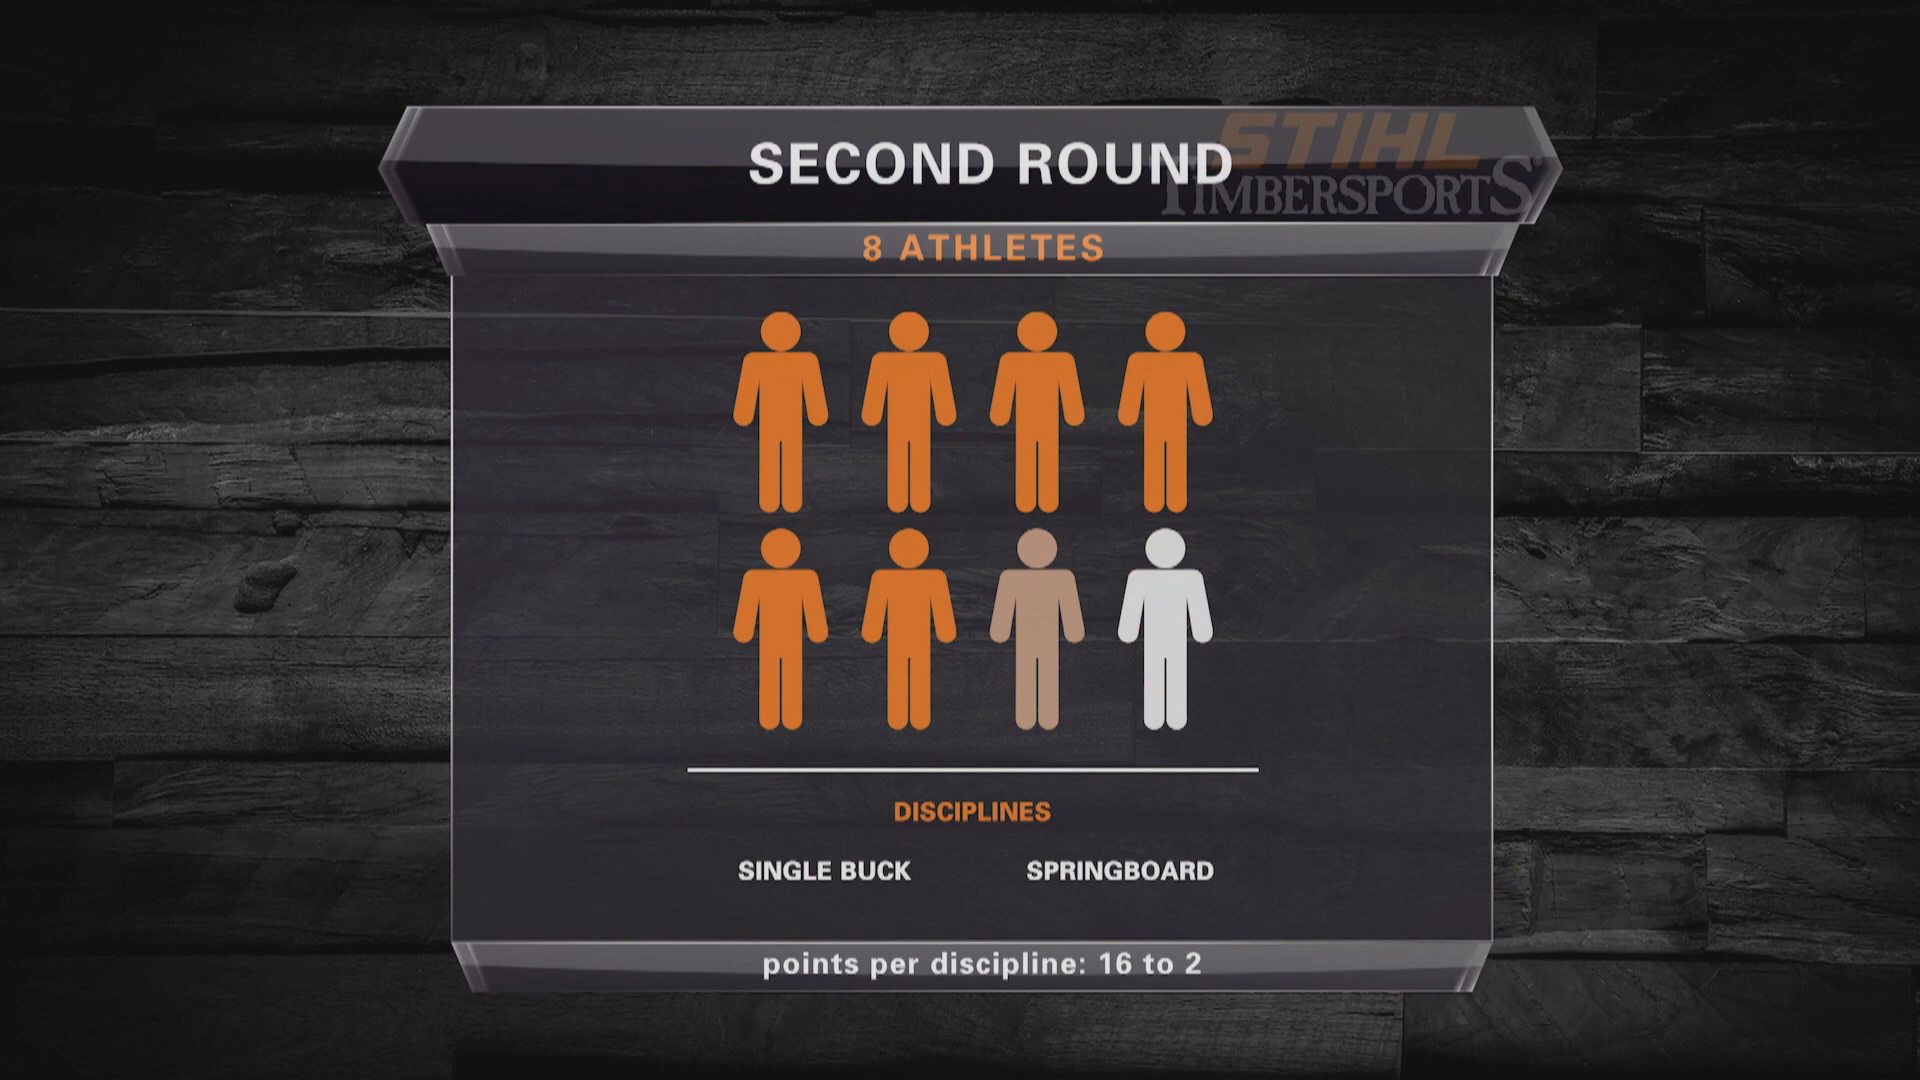 SECOND ROUND
STIHL
TIMBERSPORTS®
8 ATHLETES
DISCIPLINES
SINGLE BUCK
SPRINGBOARD
points per discipline: 16 to 2